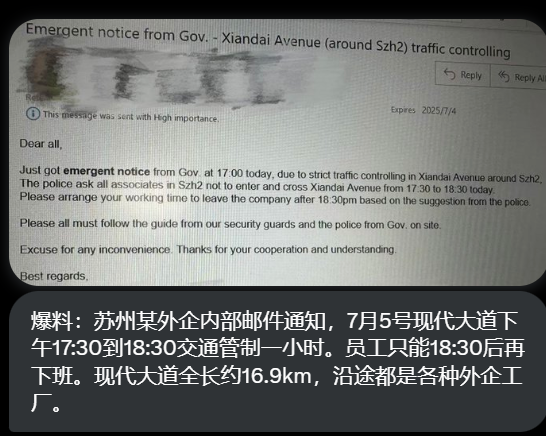 Emergent notice from Gov. - Xiandai Avenue (around Szh2) traffic controlling
Reply
Reply All
This message was sent with High importance.
Expires 2025/7/4
Dear all,
Just got emergent notice from Gov. at 17:00 today, due to strict traffic controlling in Xiandai Avenue around Szh2,
The police ask all associates in Szh2 not to enter and cross Xiandai Avenue from 17:30 to 18:30 today.
Please arrange your working time to leave the company after 18:30pm based on the suggestion from the police.
Please all must follow the guide from our security guards and the police from Gov. on site.
Excuse for any inconvenience. Thanks for your cooperation and understanding.
Best regards,
爆料：苏州某外企内部邮件通知，7月5号现代大道下
午17:30到18:30交通管制一小时。员工只能18:30后再
下班。现代大道全长约16.9km，沿途都是各种外企工
厂。